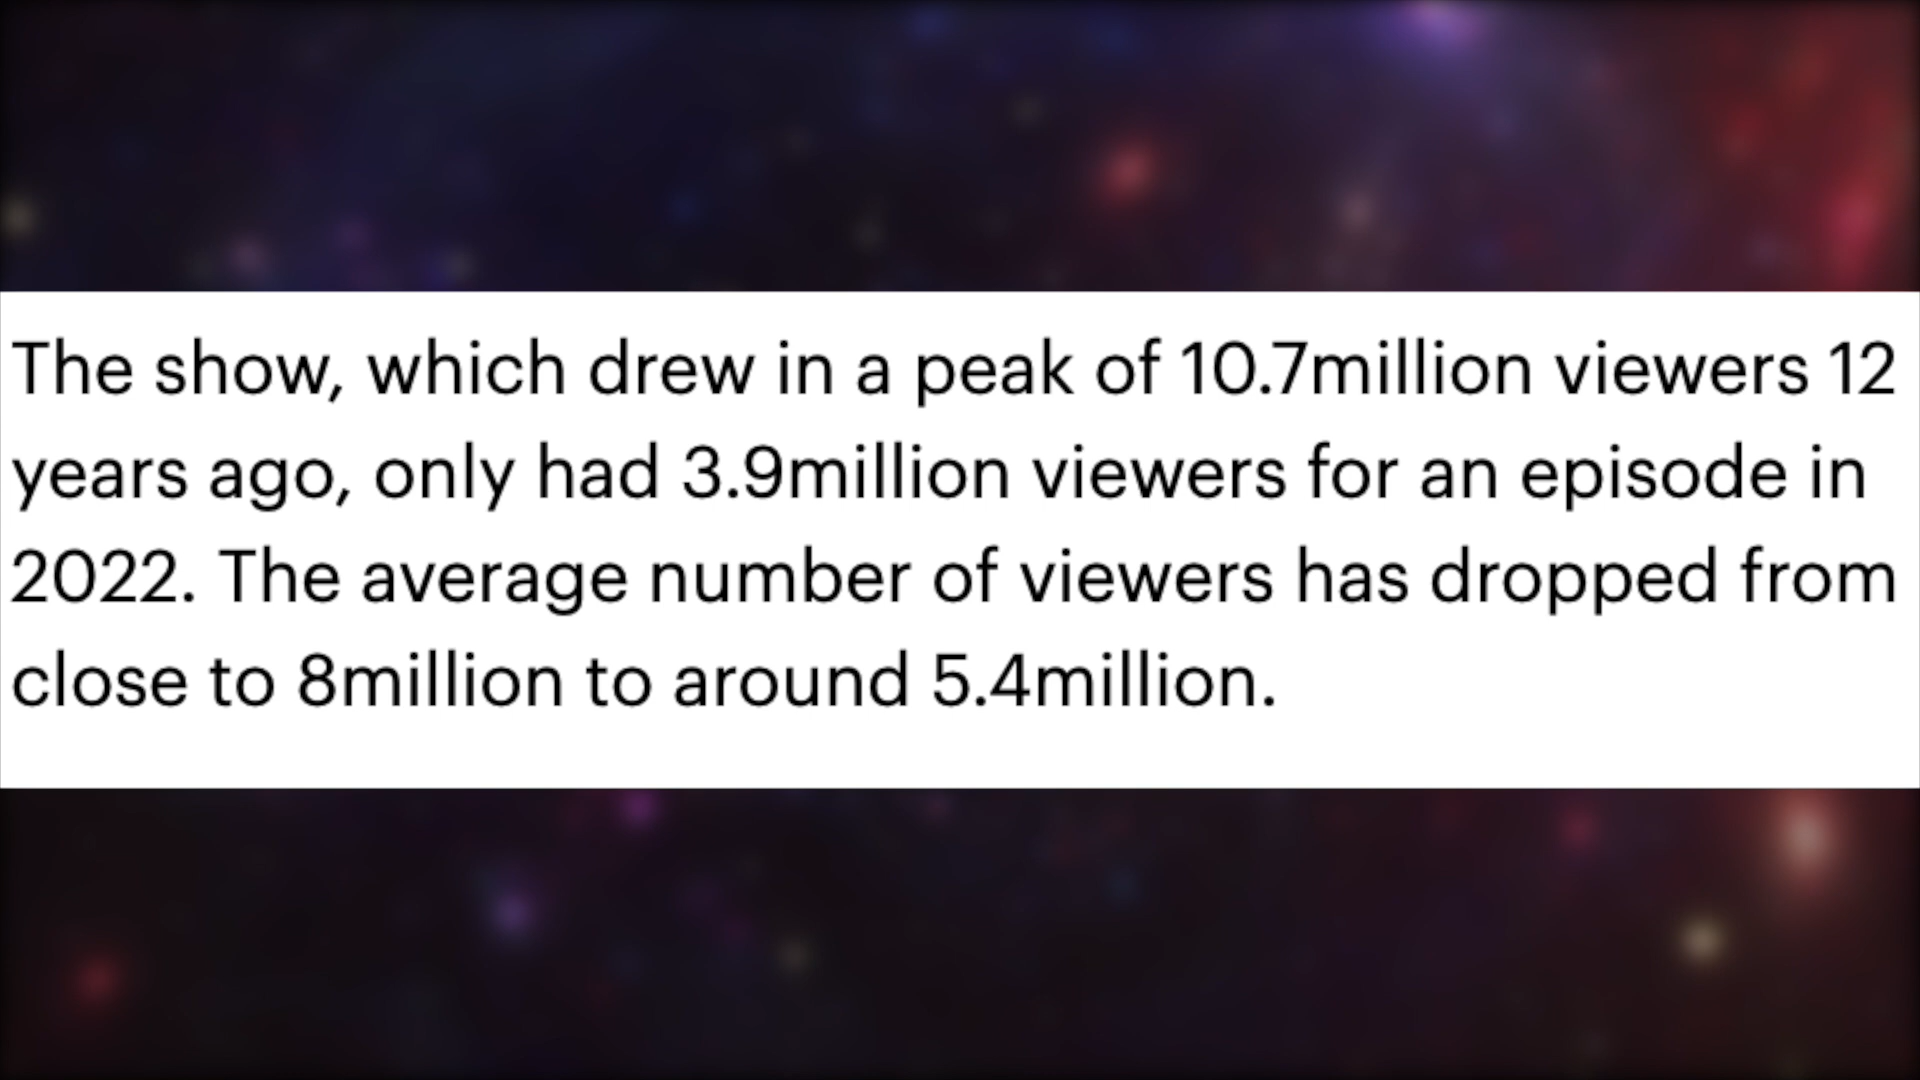 The show, which drew in a peak of 10.7million viewers 12
years ago, only had 3.9million viewers for an episode in
2022. The average number of viewers has dropped from
close to 8million to around 5.4million.